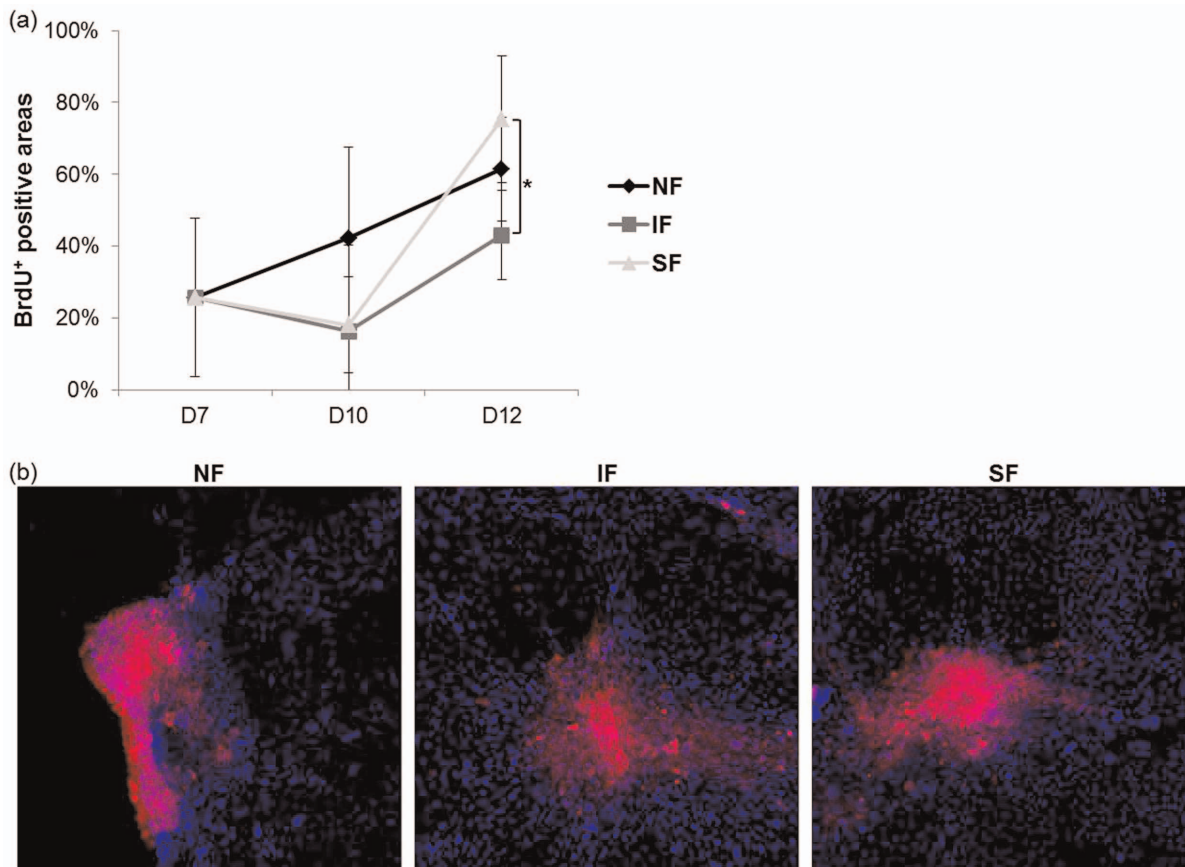 (a)
100%
80%
60%
40%
20%
0%
BrdU+ positive areas
D7 D10 D12
*
NF
IF
SF
(b)
NF IF SF